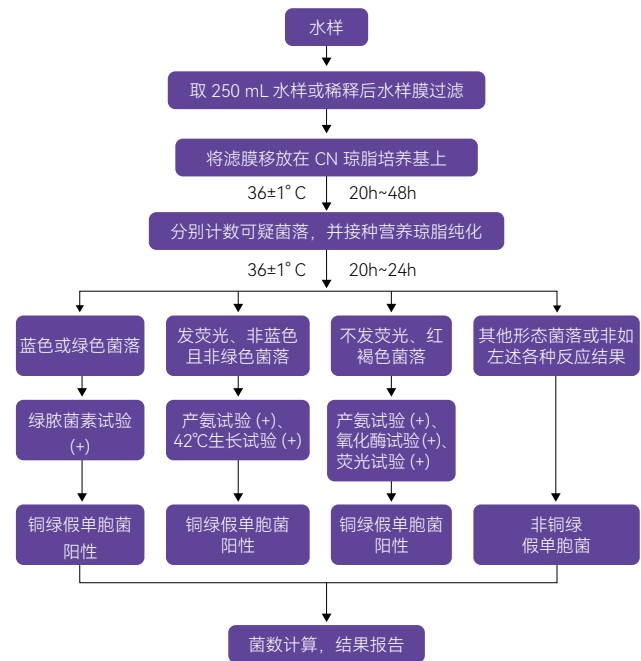 水样
取 250 mL 水样或稀释后水样膜过滤
将滤膜移放在 CN 琼脂培养基上
36±1°C 20h~48h
分别计数可疑菌落，并接种营养琼脂纯化
36±1°C 20h~24h
蓝色或绿色菌落
发荧光、非蓝色
且非绿色菌落
不发荧光、红
褐色菌落
其他形态菌落或非如
左述各种反应结果
绿脓菌素试验
(+)
产氨试验 (+)、
42℃生长试验 (+)
产氨试验 (+)、
氧化酶试验(+)、
荧光试验 (+)
铜绿假单胞菌
阳性
铜绿假单胞菌
阳性
铜绿假单胞菌
阳性
非铜绿
假单胞菌
菌数计算，结果报告